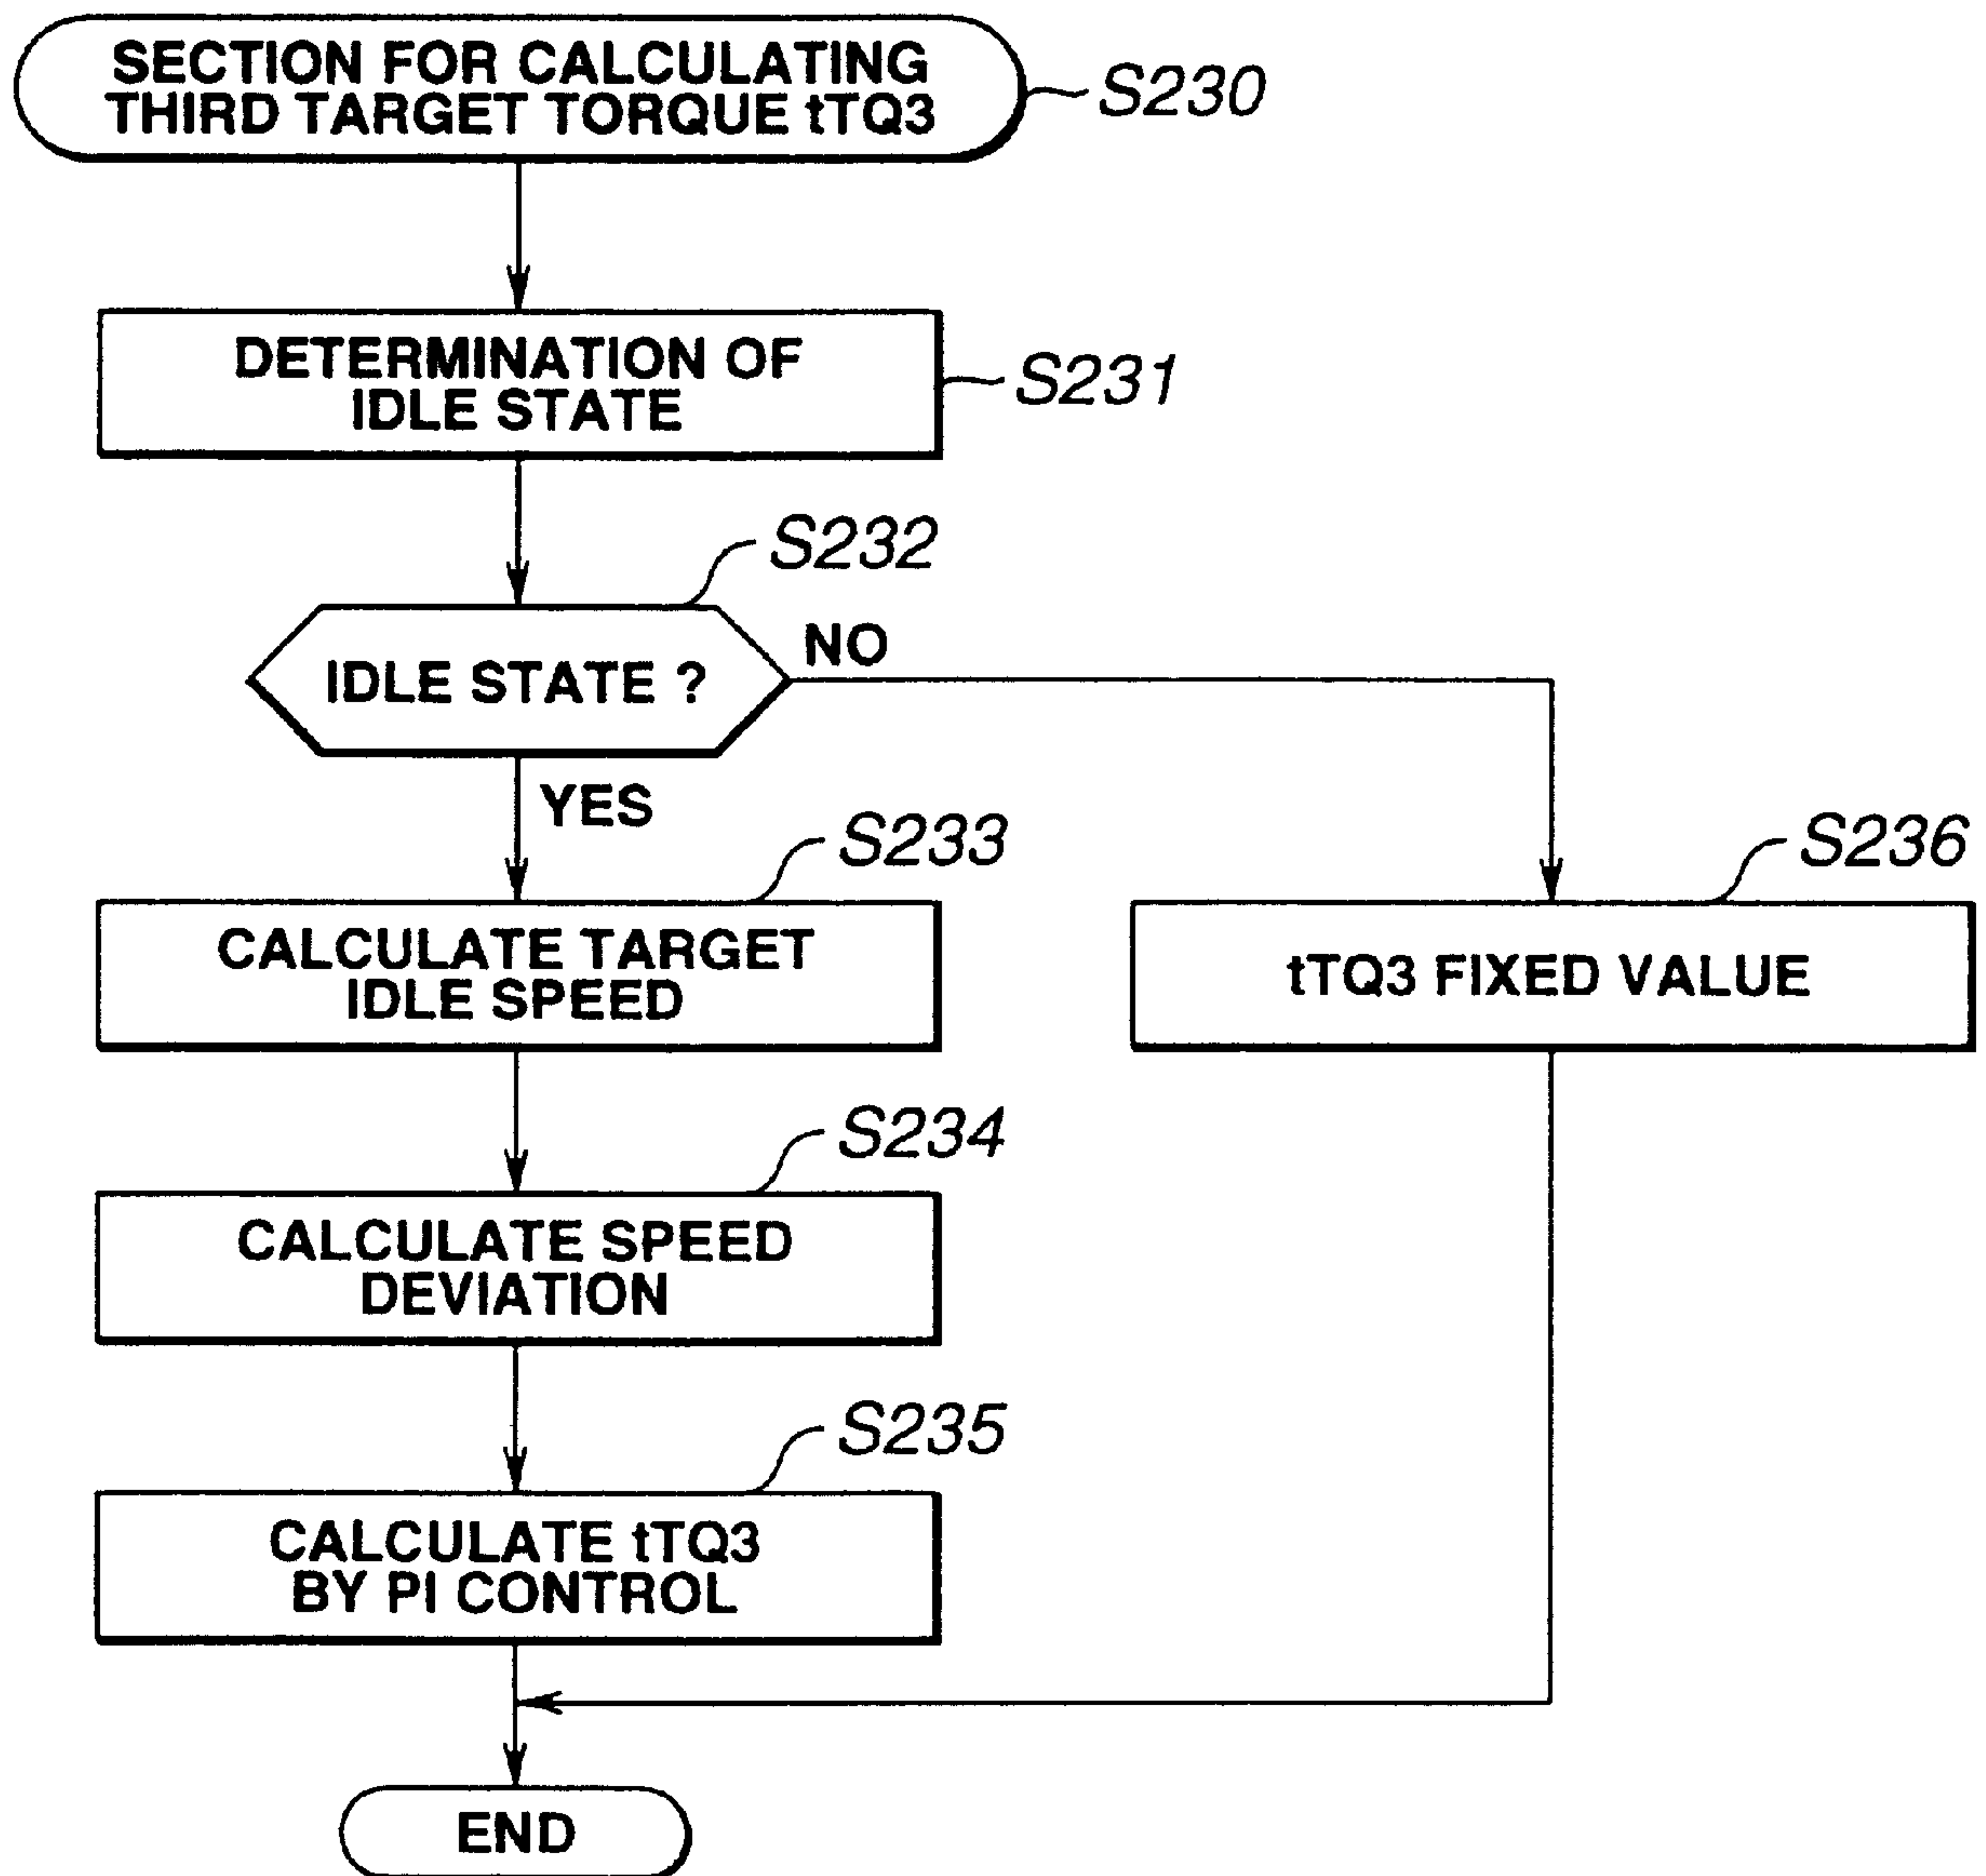 SECTION FOR CALCULATING
THIRD TARGET TORQUE tTQ3
S230
DETERMINATION OF
IDLE STATE
S231
S232
IDLE STATE ?
NO
YES
S233
CALCULATE TARGET
IDLE SPEED
S236
tTQ3 FIXED VALUE
S234
CALCULATE SPEED
DEVIATION
S235
CALCULATE tTQ3
BY PI CONTROL
END